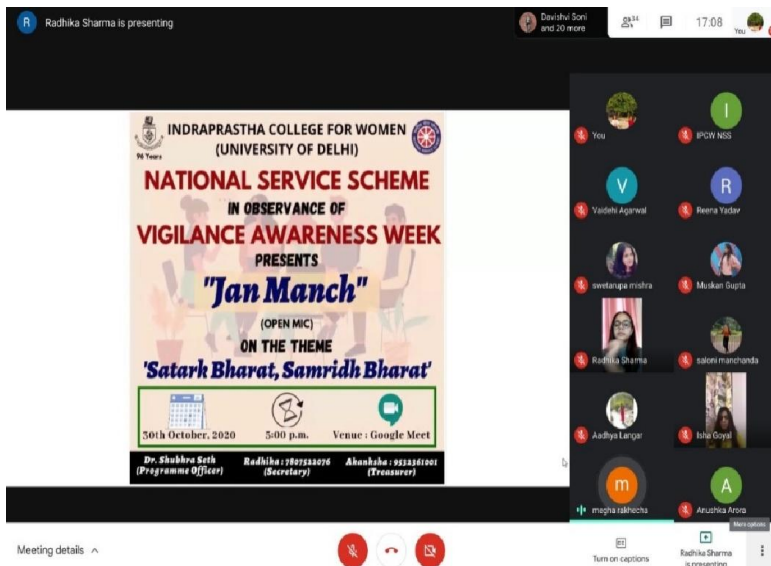 R Radhika Sharma is presenting
Davishvi Soni
and 20 more
34
17:08
You
96 Years
INDRAPRASTHA COLLEGE FOR WOMEN
(UNIVERSITY OF DELHI)
NATIONAL SERVICE SCHEME
IN OBSERVANCE OF
VIGILANCE AWARENESS WEEK
PRESENTS
"Jan Manch"
(OPEN MIC)
ON THE THEME
'Satark Bharat, Samridh Bharat'
30th October, 2020
5:00 p.m.
Venue : Google Meet
Dr. Shubhra Seth
(Programme Officer)
Radhika : 7807522076
(Secretary)
Akanksha : 9532361001
(Treasurer)
You
I
IPCW NSS
V
Vaidehi Agarwal
R
Reena Yadav
swetarupa mishra
Muskan Gupta
Radhika Sharma
saloni manchanda
Aadhya Langar
Isha Goyal
m
megha rakhecha
A
Anushka Arora
More options
Meeting details
Turn on captions
Radhika Sharma
is presenting